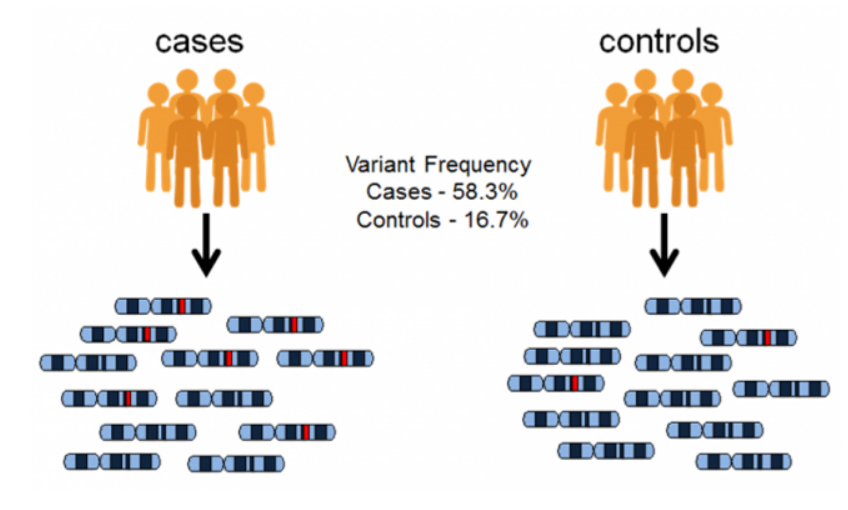 cases
controls
Variant Frequency
Cases - 58.3%
Controls - 16.7%